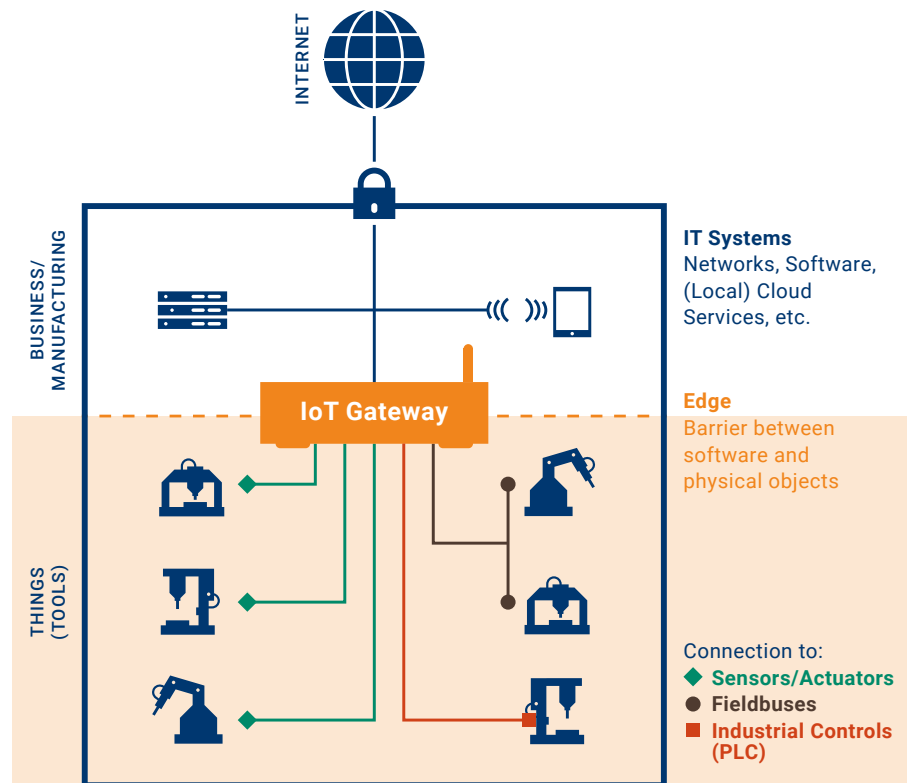 INTERNET
BUSINESS/
MANUFACTURING
IT Systems
Networks, Software,
(Local) Cloud
Services, etc.
IoT Gateway
Edge
Barrier between
software and
physical objects
THINGS
(TOOLS)
Connection to:
Sensors/Actuators
Fieldbuses
Industrial Controls
(PLC)